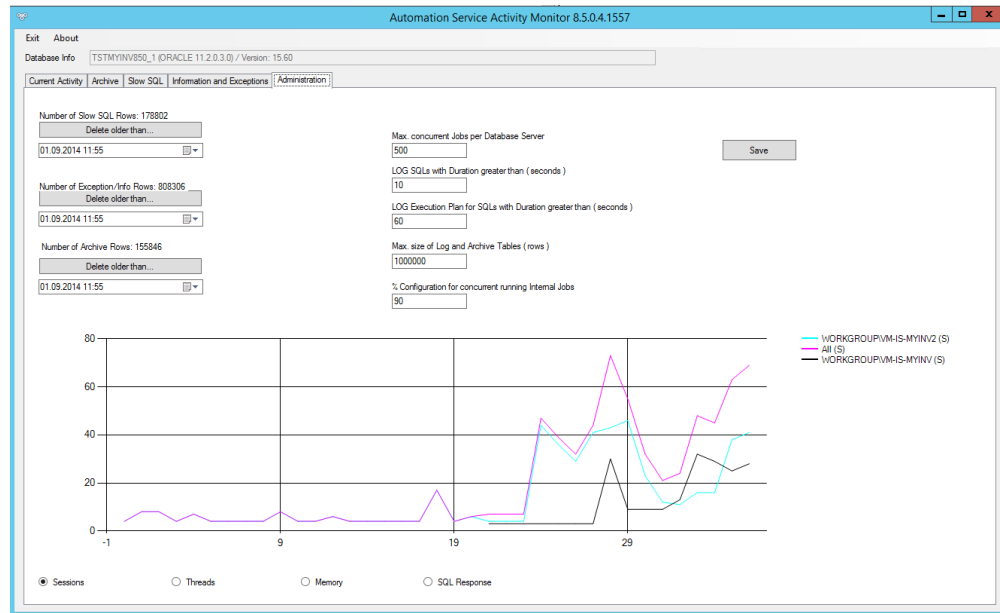 Automation Service Activity Monitor 8.5.0.4.1557
Exit About
Database Info TSTMYINV850_1 (ORACLE 11.2.0.3.0) / Version: 15.60
Current Activity Archive Slow SQL Information and Exceptions Administration
Number of Slow SQL Rows: 178802
Delete older than...
01.09.2014 11:55
Number of Exception/Info Rows: 808306
Delete older than...
01.09.2014 11:55
Number of Archive Rows: 155846
Delete older than...
01.09.2014 11:55
Max. concurrent Jobs per Database Server
500
LOG SQLs with Duration greater than ( seconds )
10
LOG Execution Plan for SQLs with Duration greater than ( seconds )
60
Max. size of Log and Archive Tables ( rows )
1000000
% Configuration for concurrent running Internal Jobs
90
Save
80
60
40
20
0
-1 9 19 29
WORKGROUP\VM-IS-MYINV2 (S)
All (S)
WORKGROUP\VM-IS-MYINV (S)
Sessions Threads Memory SQL Response